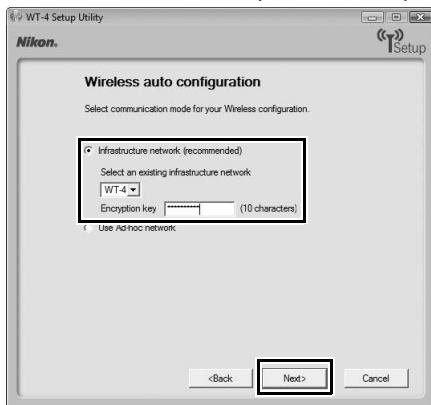 WT-4 Setup Utility
Nikon.
Setup
Wireless auto configuration
Select communication mode for your Wireless configuration.
Infrastructure network (recommended)
Select an existing infrastructure network
WT-4
Encryption key ********** (10 characters)
Use Ad-hoc network
<Back Next> Cancel